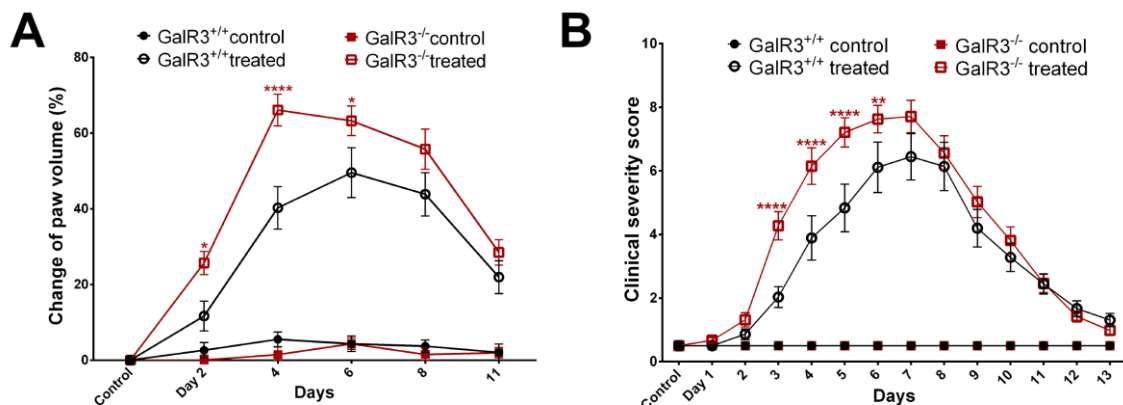 A
GalR3+/+control
GalR3-/-control
GalR3+/+treated
GalR3-/-treated
Change of paw volume (%)
80
60
40
20
0
****
*
*
Control
Day 2
4
6
8
11
Days
B
GalR3+/+ control
GalR3-/- control
GalR3+/+ treated
GalR3-/- treated
Clinical severity score
10
8
6
4
2
0
****
****
****
**
Control
Day 1
2
3
4
5
6
7
8
9
10
11
12
13
Days